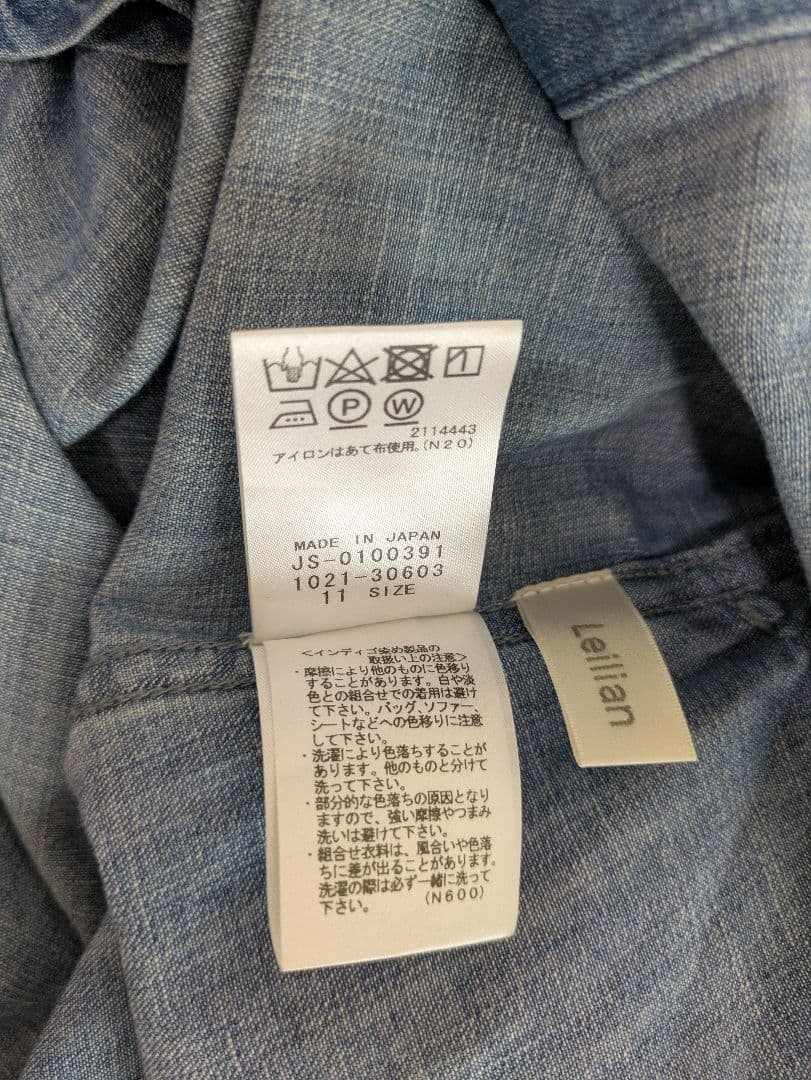 P
W
2114443
アイロンはあて布使用。(N20)
MADE IN JAPAN
JS-0100391
1021-30603
11 SIZE
<インディゴ染め製品の
取扱い上の注意>
・摩擦により他のものに色移り
することがあります。白や淡
色との組合せでの着用は避け
て下さい。バッグ、ソファー、
シートなどへの色移りに注意
して下さい。
・洗濯により色落ちすることが
あります。他のものと分けて
洗って下さい。
・部分的な色落ちの原因となり
ますので、強い摩擦やつまみ
洗いは避けて下さい。
・組合せ衣料は、風合いや色落
ちに差が出ることがあります。
洗濯の際は必ず一緒に洗って
下さい。 (N600)
Leilian